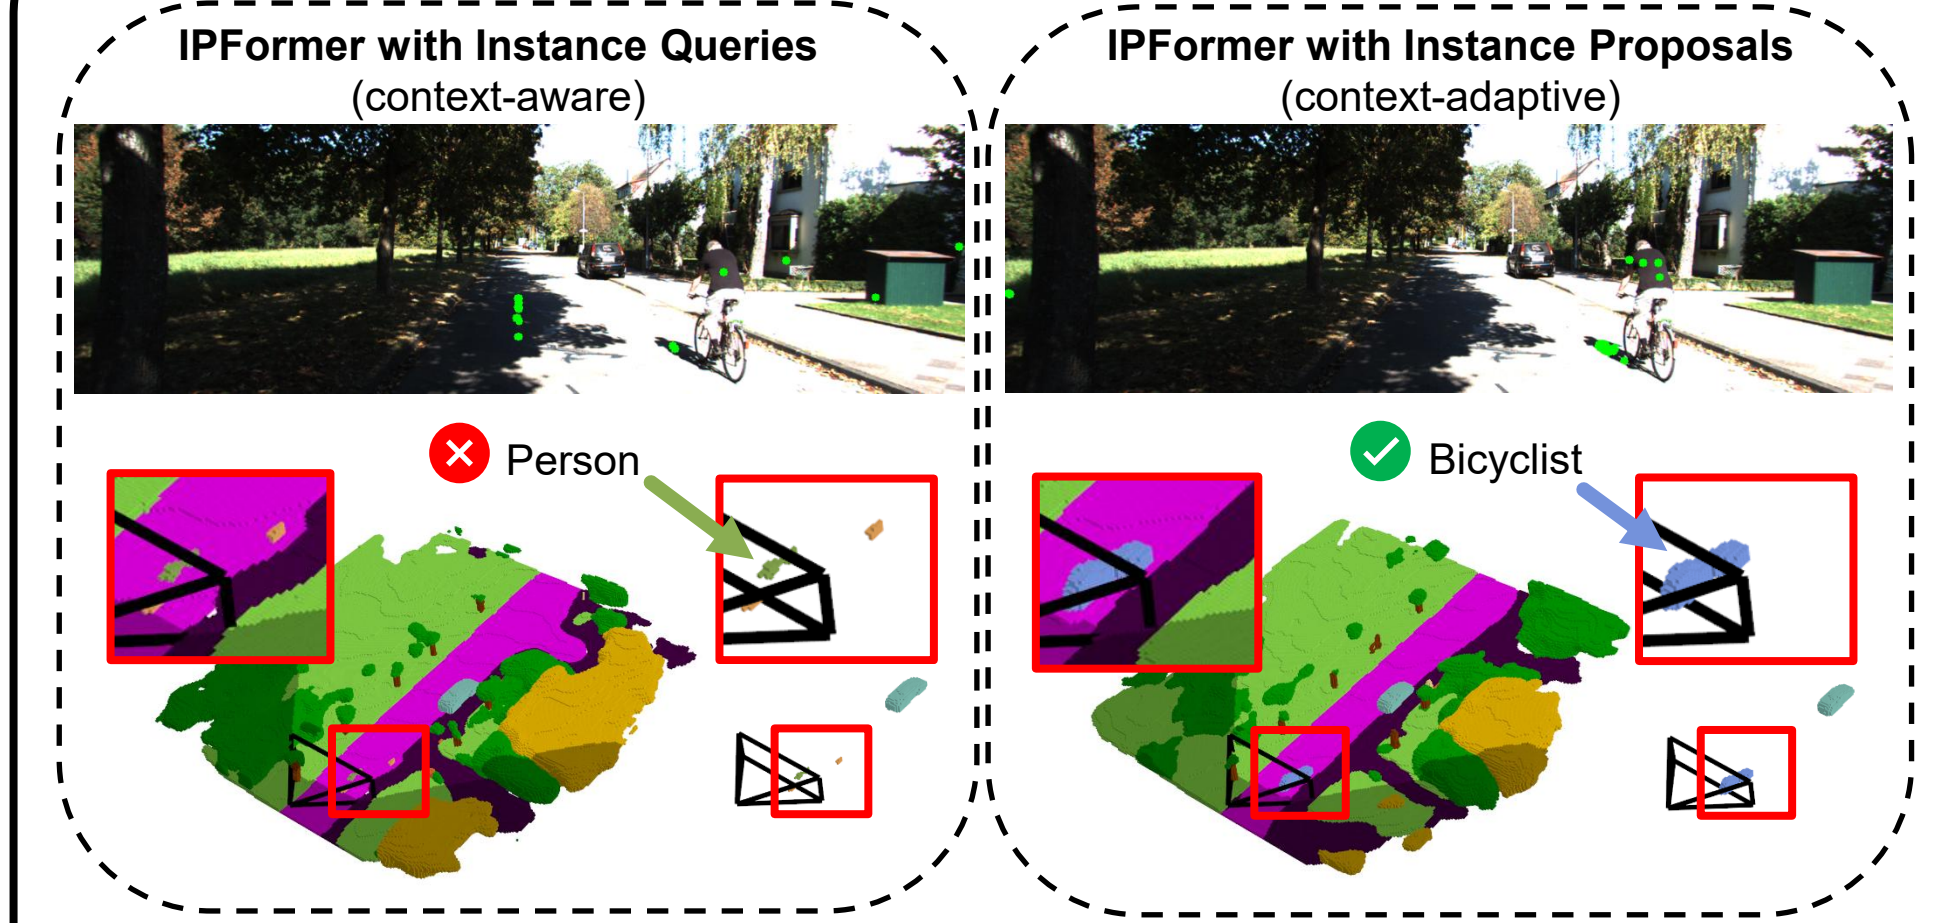 IPFormer with Instance Queries
(context-aware)
Person
IPFormer with Instance Proposals
(context-adaptive)
Bicyclist